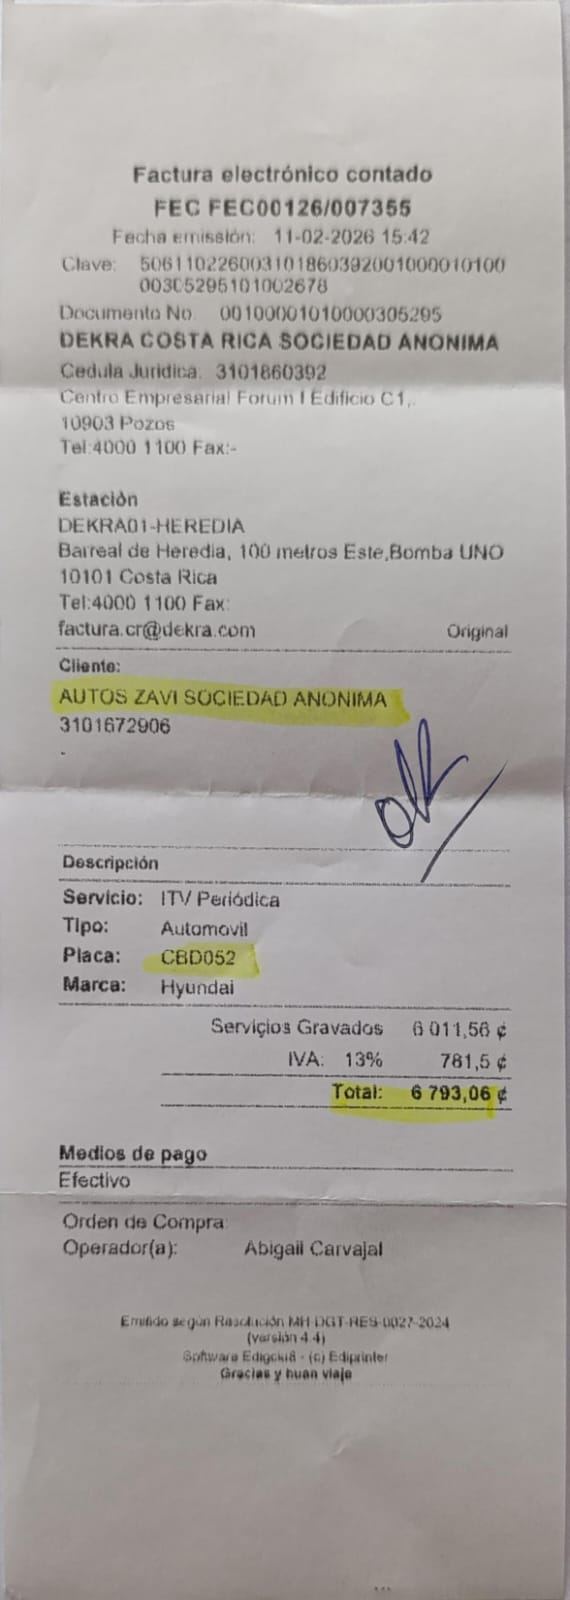 Factura electrónico contado
FEC FEC00126/007355
Fecha emisión: 11-02-2026 15:42
Clave: 50611022600310186039200100001010​0
00305295101002678
Documento No. 00100001010000305295
DEKRA COSTA RICA SOCIEDAD ANONIMA
Cedula Juridica: 3101860392
Centro Empresarial Forum I Edificio C1,.
10903 Pozos
Tel:4000 1100 Fax:-
Estación
DEKRA01-HEREDIA
Barreal de Heredia, 100 metros Este,Bomba UNO
10101 Costa Rica
Tel:4000 1100 Fax:
factura.cr@dekra.com Original
Cliente:
AUTOS ZAVI SOCIEDAD ANONIMA
3101672906
.
ok
Descripción
Servicio: ITV Periódica
Tipo: Automovil
Placa: CBD052
Marca: Hyundai
Servicios Gravados 6 011,56 ¢
IVA: 13% 781,5 ¢
Total: 6 793,06 ¢
Medios de pago
Efectivo
Orden de Compra:
Operador(a): Abigail Carvajal
Emitido según Resolución MH-DGT-RES-0027-2024
(versión 4.4)
Software Edigclu8 - (c) Ediprinter
Gracias y buen viaje